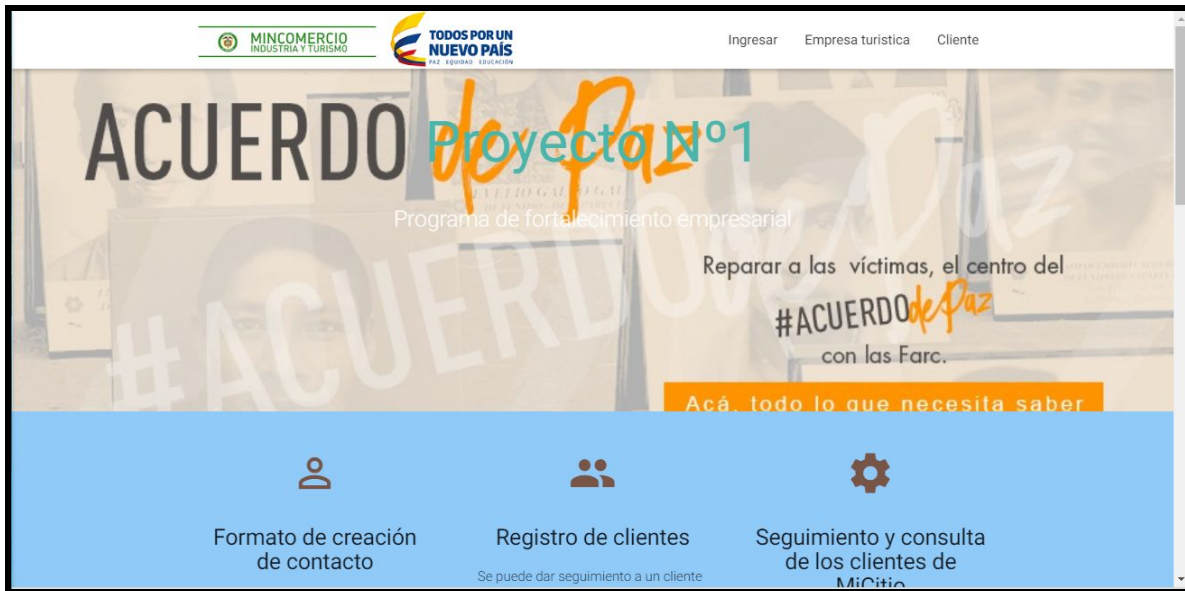 MINCOMERCIO
INDUSTRIA Y TURISMO
TODOS POR UN
NUEVO PAÍS
PAZ EQUIDAD EDUCACIÓN
Ingresar Empresa turistica Cliente
ACUERDO de Paz
Proyecto Nº1
Programa de fortalecimiento empresarial
#ACUERDOdePaz
Reparar a las víctimas, el centro del
#ACUERDOdePaz
con las Farc.
Acá, todo lo que necesita saber
Formato de creación
de contacto
Registro de clientes
Se puede dar seguimiento a un cliente
Seguimiento y consulta
de los clientes de
MiCitio